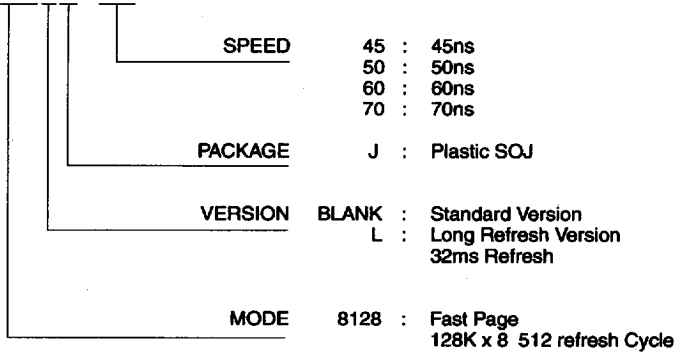 SPEED 45 : 45ns
50 : 50ns
60 : 60ns
70 : 70ns
PACKAGE J : Plastic SOJ
VERSION BLANK : Standard Version
L : Long Refresh Version
32ms Refresh
MODE 8128 : Fast Page
128K x 8 512 refresh Cycle